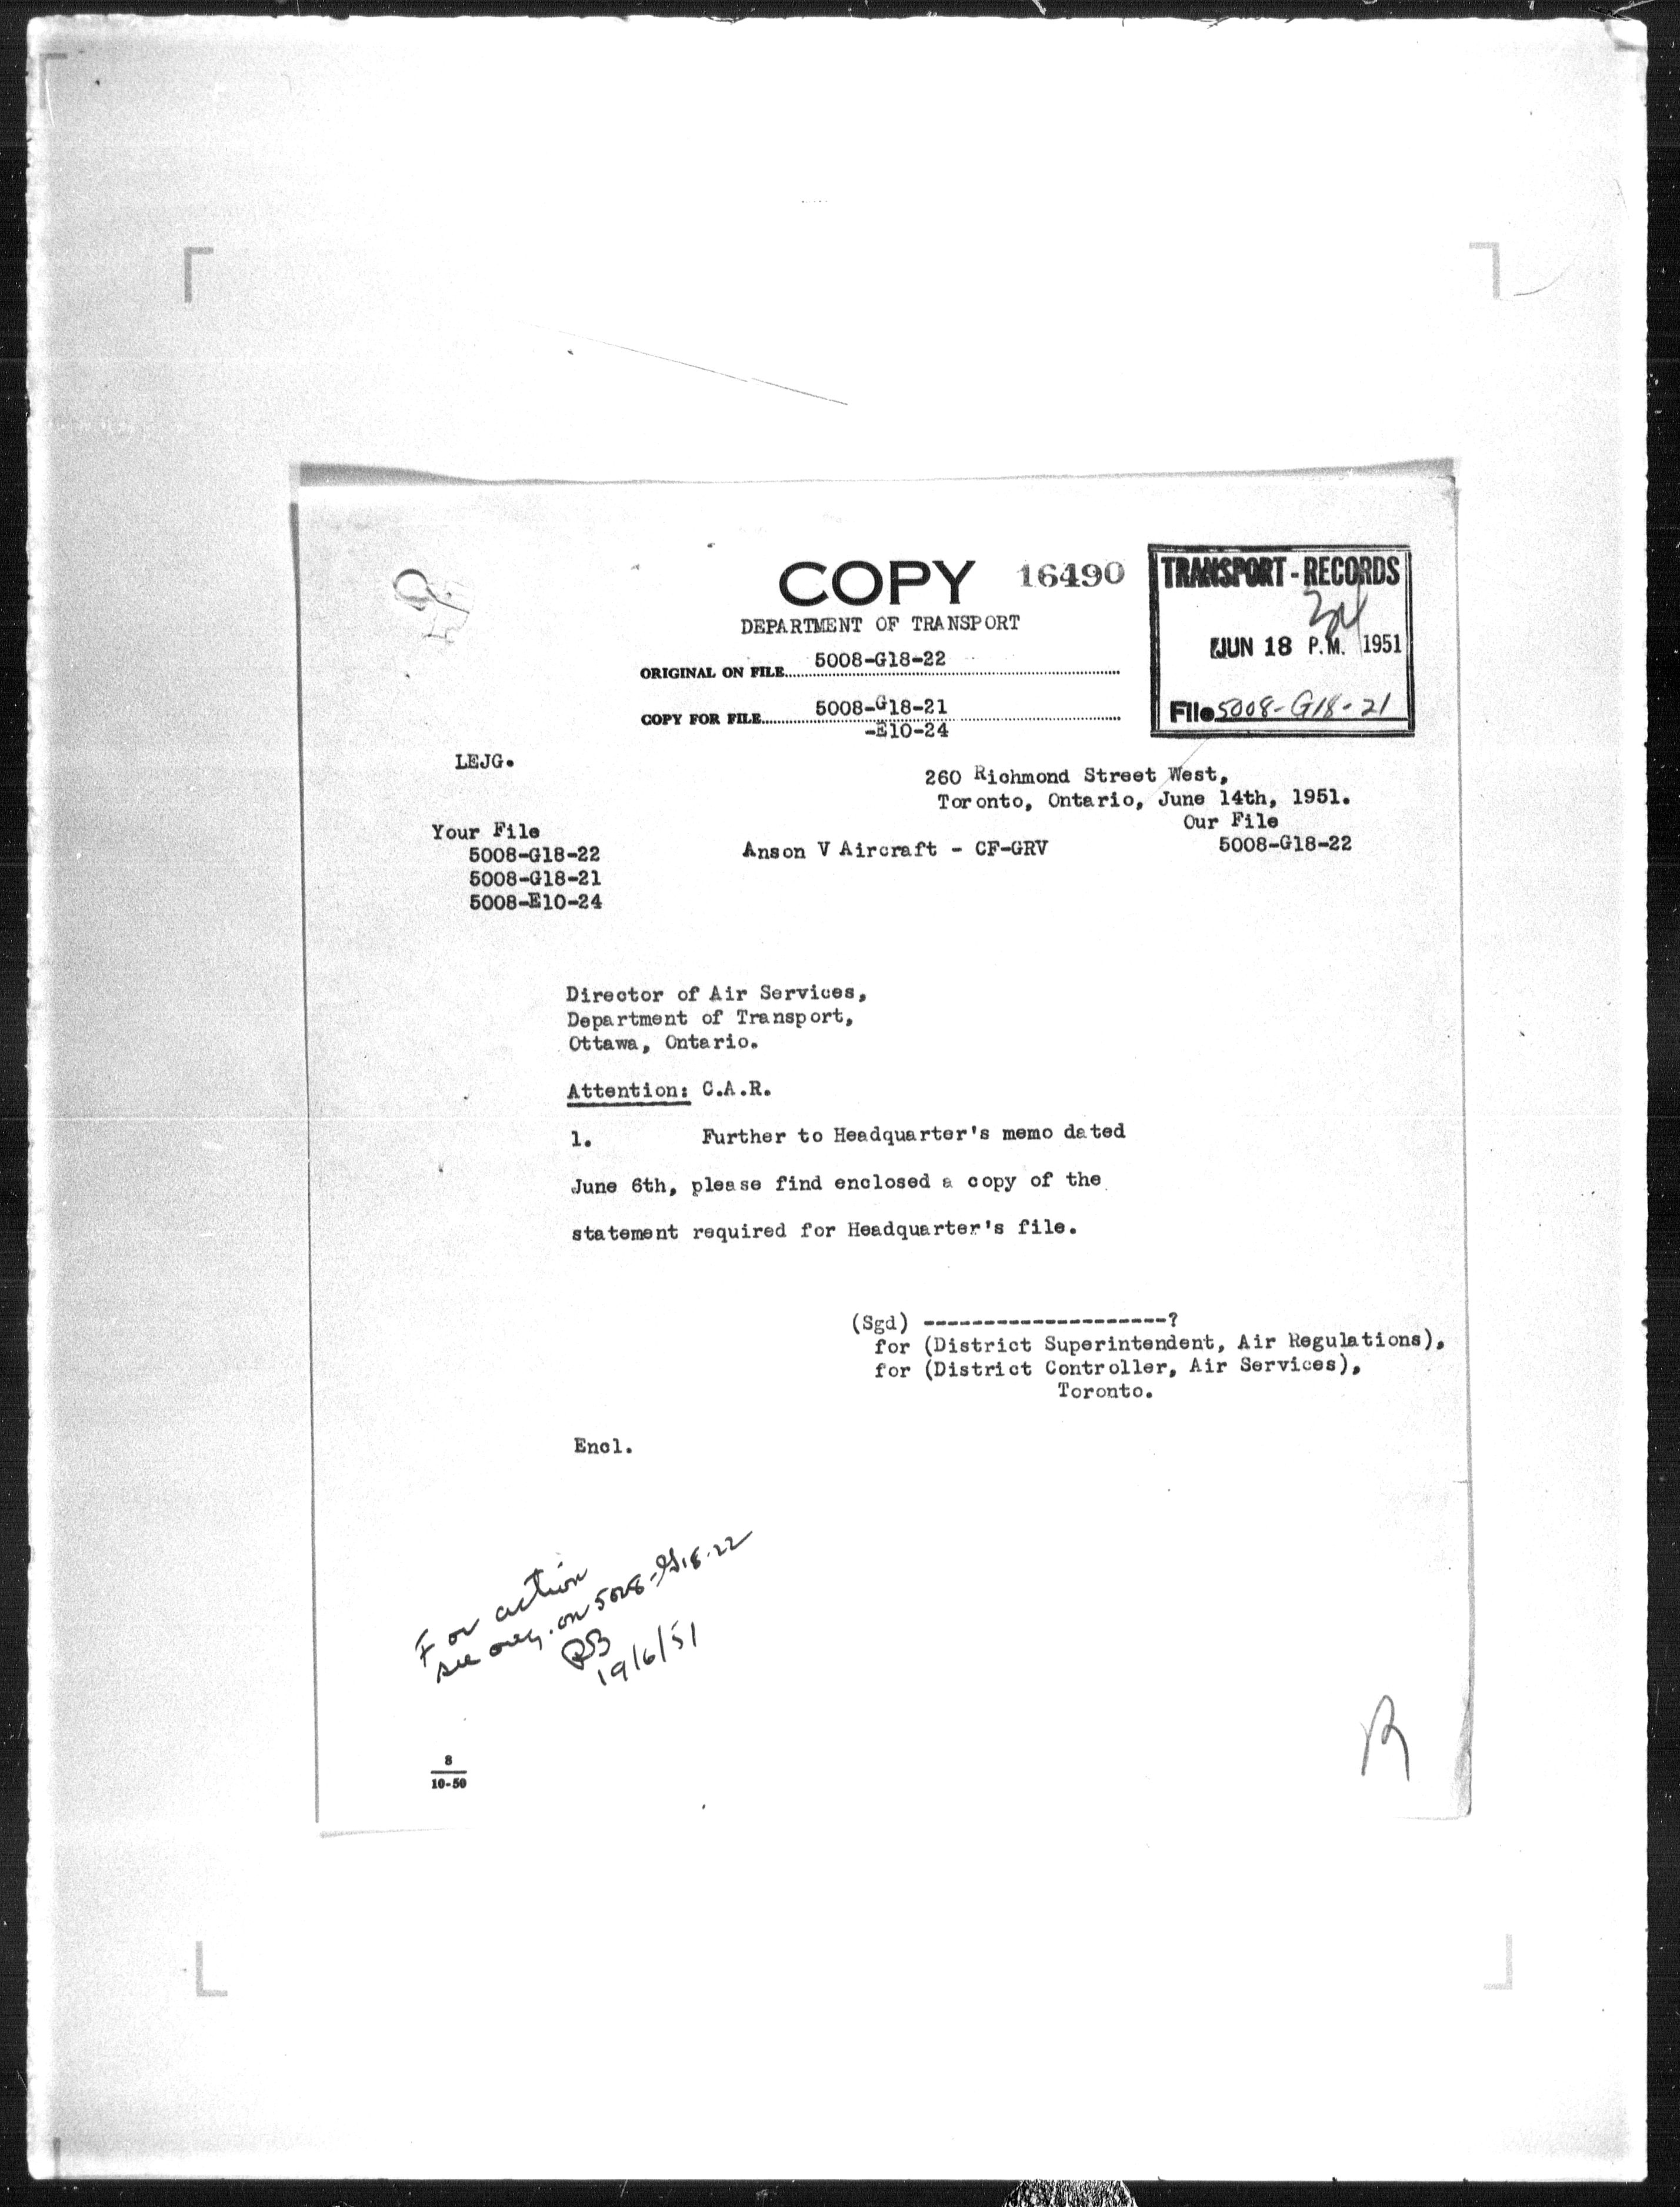 COPY 16490
TRANSPORT - RECORDS
JUN 18 P.M. 1951
File 5008-G18-21
DEPARTMENT OF TRANSPORT
ORIGINAL ON FILE 5008-G18-22
COPY FOR FILE 5008-G18-21
-E10-24
LEJG.
260 Richmond Street West,
Toronto, Ontario, June 14th, 1951.
Our File
5008-G18-22
Your File
5008-G18-22
5008-G18-21
5008-E10-24
Anson V Aircraft - CF-GRV
Director of Air Services,
Department of Transport,
Ottawa, Ontario.
Attention: C.A.R.
1. Further to Headquarter's memo dated
June 6th, please find enclosed a copy of the
statement required for Headquarter's file.
(Sgd) --------------------?
for (District Superintendent, Air Regulations),
for (District Controller, Air Services),
Toronto.
Encl.
For action
see orig. on 5008-G18-22
19/6/51
8
10-50